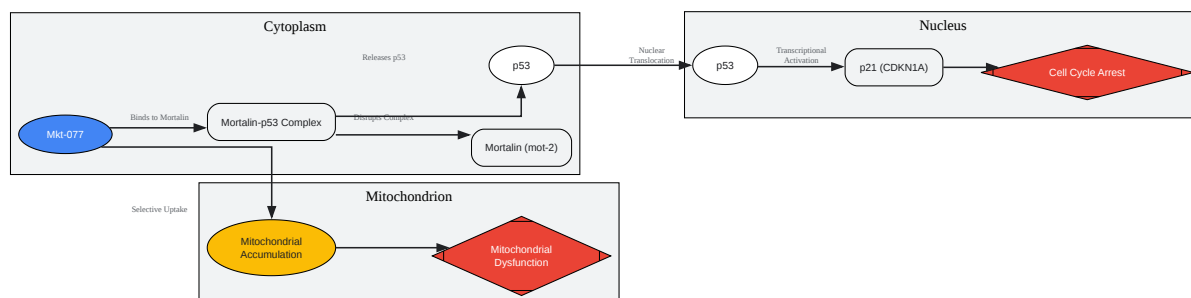 Cytoplasm
Releases p53
p53
Mkt-077
Binds to Mortalin
Mortalin-p53 Complex
Disrupts Complex
Mortalin (mot-2)
Nuclear
Translocation
Nucleus
p53
Transcriptional
Activation
p21 (CDKN1A)
Cell Cycle Arrest
Selective Uptake
Mitochondrion
Mitochondrial
Accumulation
Mitochondrial
Dysfunction